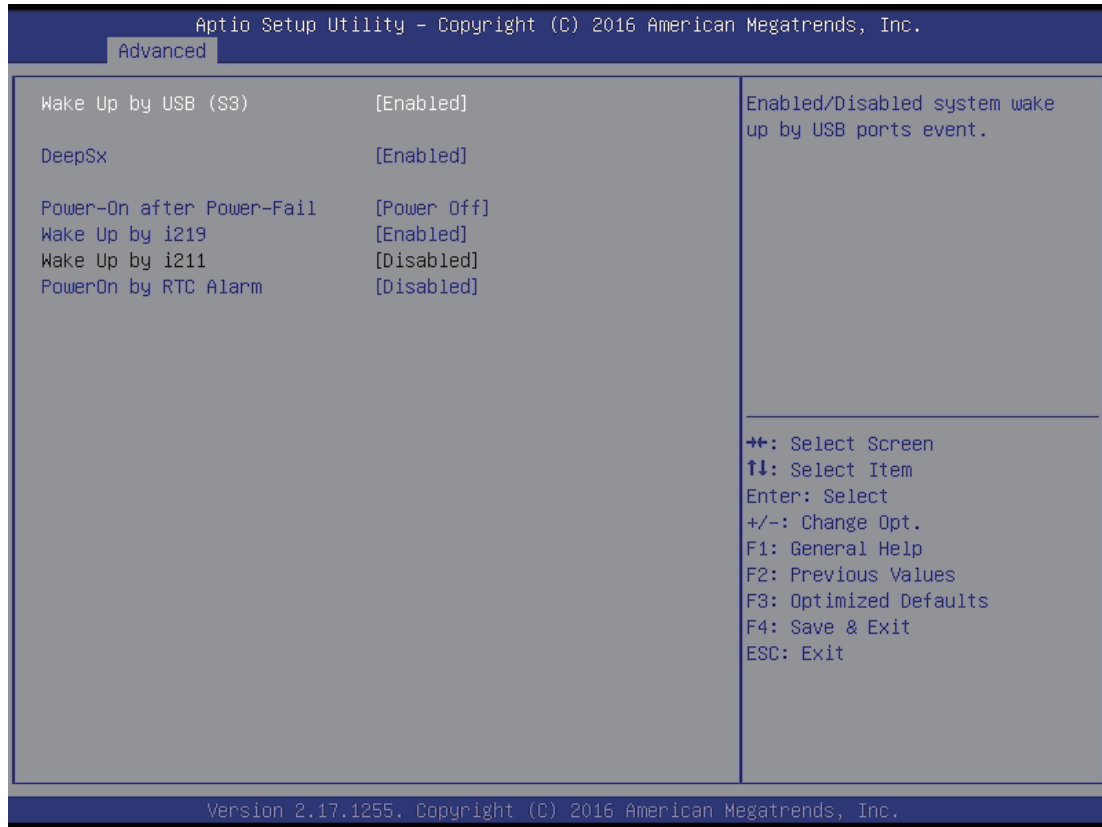 Aptio Setup Utility – Copyright (C) 2016 American Megatrends, Inc.
Advanced
Wake Up by USB (S3) [Enabled]
DeepSx [Enabled]
Power-On after Power-Fail [Power Off]
Wake Up by i219 [Enabled]
Wake Up by i211 [Disabled]
PowerOn by RTC Alarm [Disabled]
Enabled/Disabled system wake
up by USB ports event.
→←: Select Screen
↑↓: Select Item
Enter: Select
+/-: Change Opt.
F1: General Help
F2: Previous Values
F3: Optimized Defaults
F4: Save & Exit
ESC: Exit
Version 2.17.1255. Copyright (C) 2016 American Megatrends, Inc.